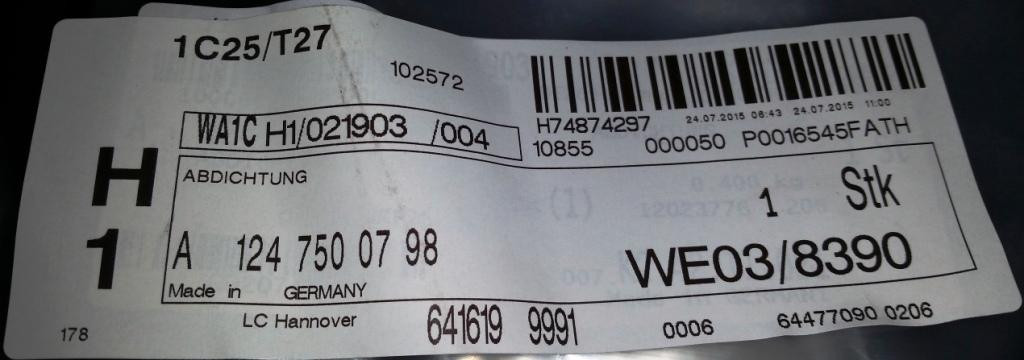 1C25/T27
102572
H74874297 24.07.2015 06:43 24.07.2015 11:00
WA1C H1/021903 /004
10855 000050 P0016545FATH
H
1
ABDICHTUNG
1 Stk
A 124 750 07 98
WE03/8390
Made in GERMANY
LC Hannover 641619 9991 0006 64477090 0206
178